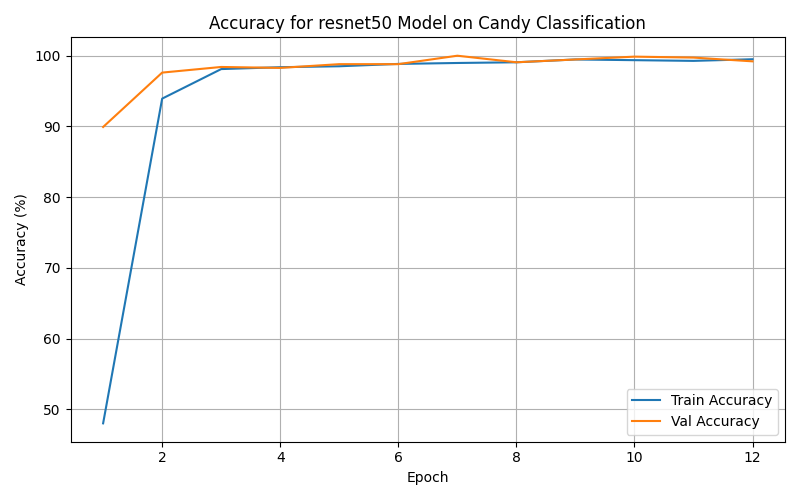 Accuracy for resnet50 Model on Candy Classification
Accuracy (%)
100
90
80
70
60
50
2 4 6 8 10 12
Epoch
Train Accuracy
Val Accuracy